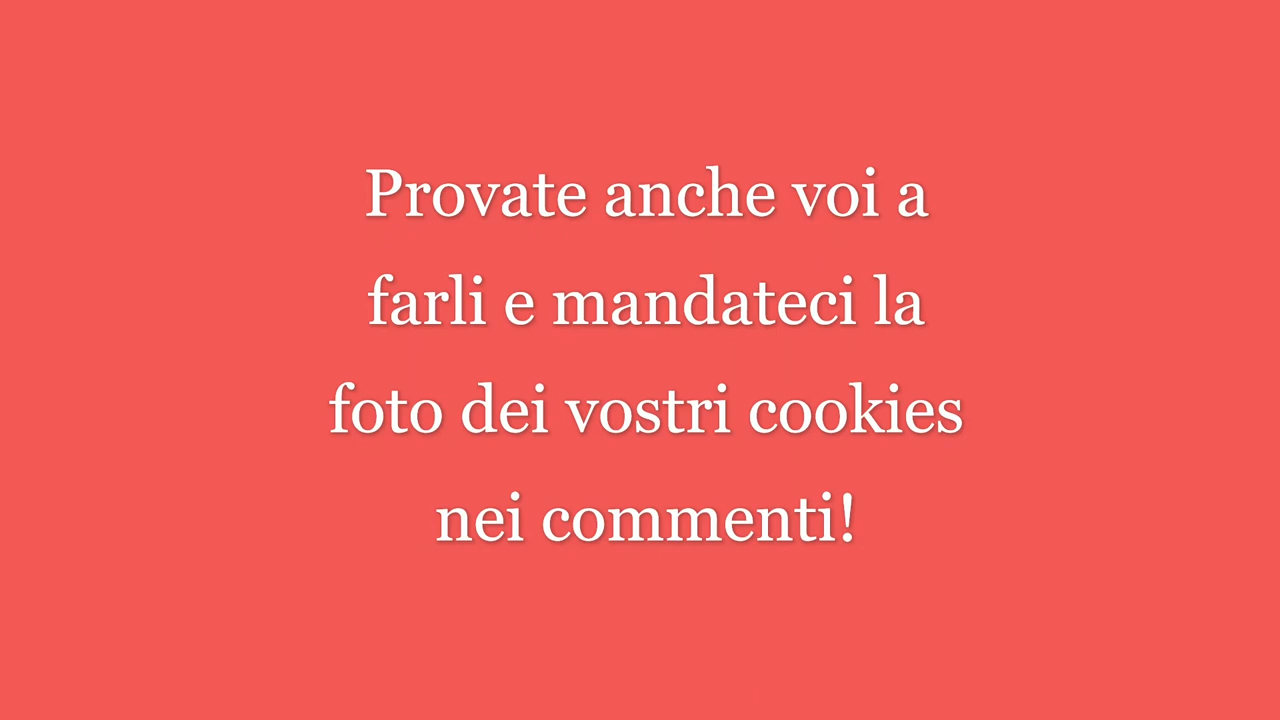 Provate anche voi a
farli e mandateci la
foto dei vostri cookies
nei commenti!